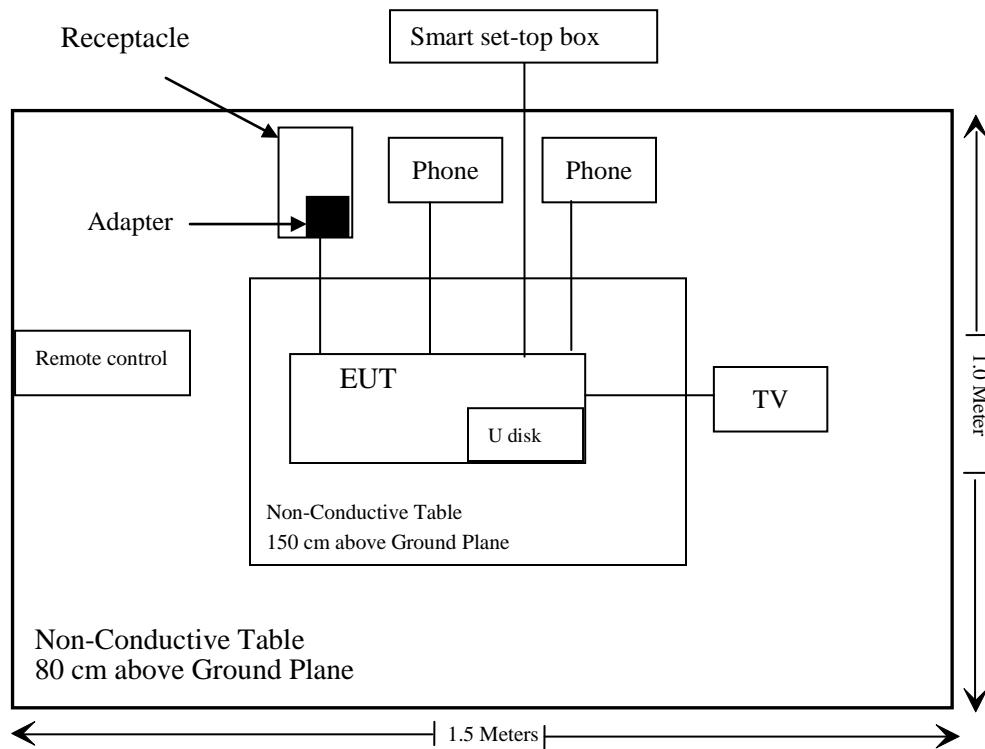 Receptacle
Smart set-top box
Phone
Phone
Adapter
Remote control
EUT
U disk
TV
1.0 Meter
Non-Conductive Table
150 cm above Ground Plane
Non-Conductive Table
80 cm above Ground Plane
1.5 Meters